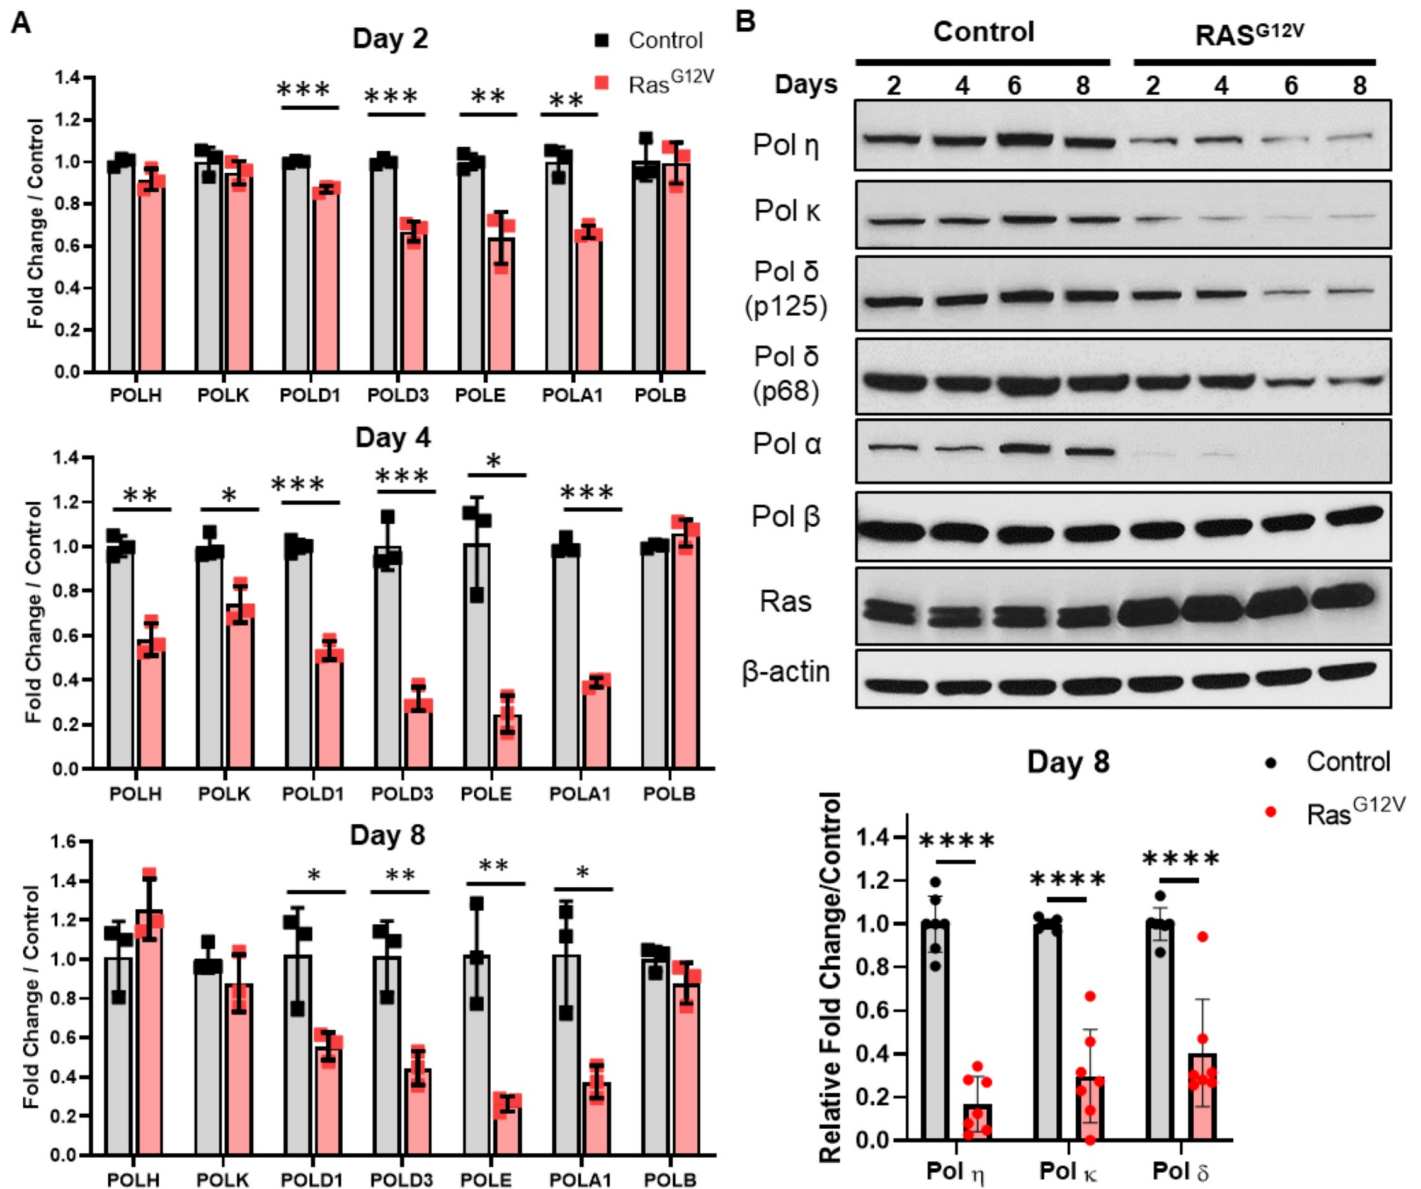 A
Day 2
Control
Ras^G12V
***
***
**
**
Fold Change / Control
1.4
1.2
1.0
0.8
0.6
0.4
0.2
0.0
POLH POLK POLD1 POLD3 POLE POLA1 POLB
Day 4
**
*
***
***
*
***
Fold Change / Control
1.4
1.2
1.0
0.8
0.6
0.4
0.2
0.0
POLH POLK POLD1 POLD3 POLE POLA1 POLB
Day 8
*
**
**
*
Fold Change / Control
1.6
1.4
1.2
1.0
0.8
0.6
0.4
0.2
0.0
POLH POLK POLD1 POLD3 POLE POLA1 POLB
B
Control RAS^G12V
Days 2 4 6 8 2 4 6 8
Pol η
Pol κ
Pol δ
(p125)
Pol δ
(p68)
Pol α
Pol β
Ras
β-actin
Day 8
Control
Ras^G12V
****
****
****
Relative Fold Change/Control
1.4
1.2
1.0
0.8
0.6
0.4
0.2
0.0
Pol η Pol κ Pol δ